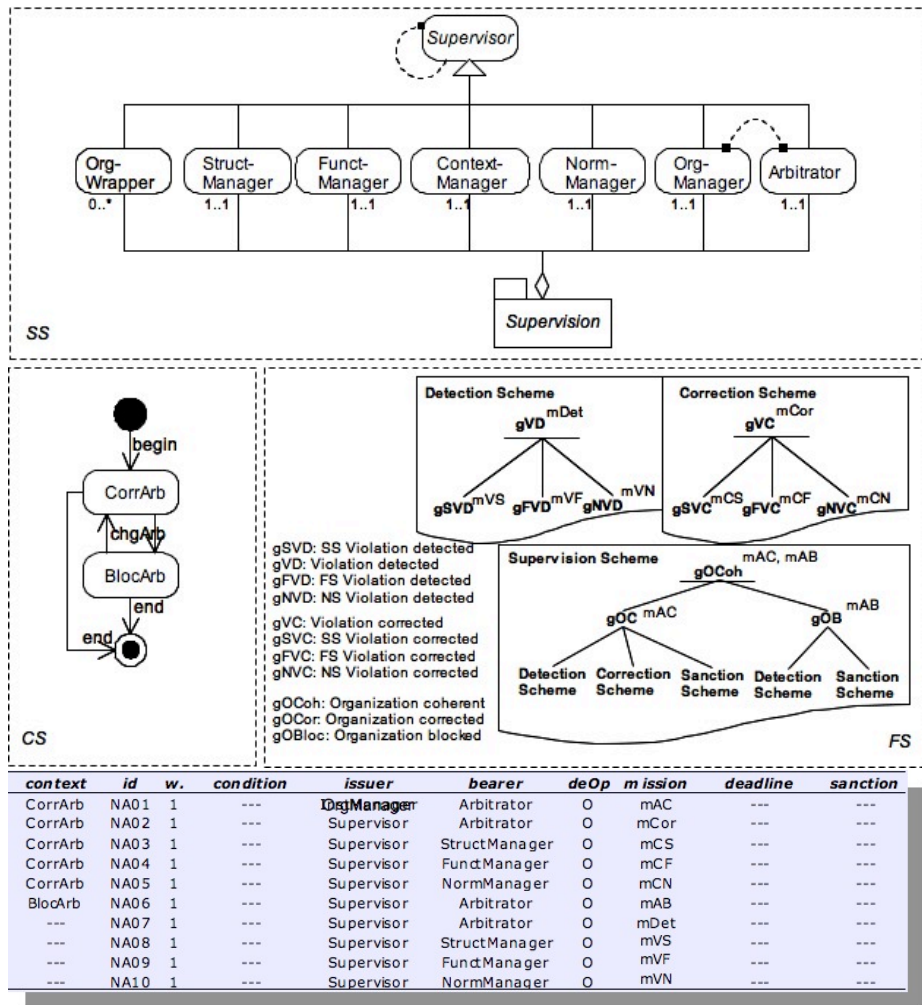 Supervisor
Org-
Wrapper
0..*
Struct-
Manager
1..1
Funct-
Manager
1..1
Context-
Manager
1..1
Norm-
Manager
1..1
Org-
Manager
1..1
Arbitrator
1..1
Supervision
SS
begin
CorrArb
chgArb
BlocArb
end
end
CS
Detection Scheme
gVD mDet
gSVD mVS gFVD mVF gNVD mVN
Correction Scheme
gVC mCor
gSVC mCS gFVC mCF gNVC mCN
gSVD: SS Violation detected
gVD: Violation detected
gFVD: FS Violation detected
gNVD: NS Violation detected
gVC: Violation corrected
gSVC: SS Violation corrected
gFVC: FS Violation corrected
gNVC: NS Violation corrected
gOCoh: Organization coherent
gOCor: Organization corrected
gOBloc: Organization blocked
Supervision Scheme
gOCoh mAC, mAB
gOC mAC gOB mAB
Detection Correction Sanction Detection Sanction
Scheme Scheme Scheme Scheme Scheme
FS
context id w. condition issuer bearer deOp mission deadline sanction
CorrArb NA01 1 --- Arbitrator O mAC --- ---
CorrArb NA02 1 --- Supervisor Arbitrator O mCor --- ---
CorrArb NA03 1 --- Supervisor StructManager O mCS --- ---
CorrArb NA04 1 --- Supervisor FunctManager O mCF --- ---
CorrArb NA05 1 --- Supervisor NormManager O mCN --- ---
BlocArb NA06 1 --- Supervisor Arbitrator O mAB --- ---
--- NA07 1 --- Supervisor Arbitrator O mDet --- ---
--- NA08 1 --- Supervisor StructManager O mVS --- ---
--- NA09 1 --- Supervisor FunctManager O mVF --- ---
--- NA10 1 --- Supervisor NormManager O mVN --- ---